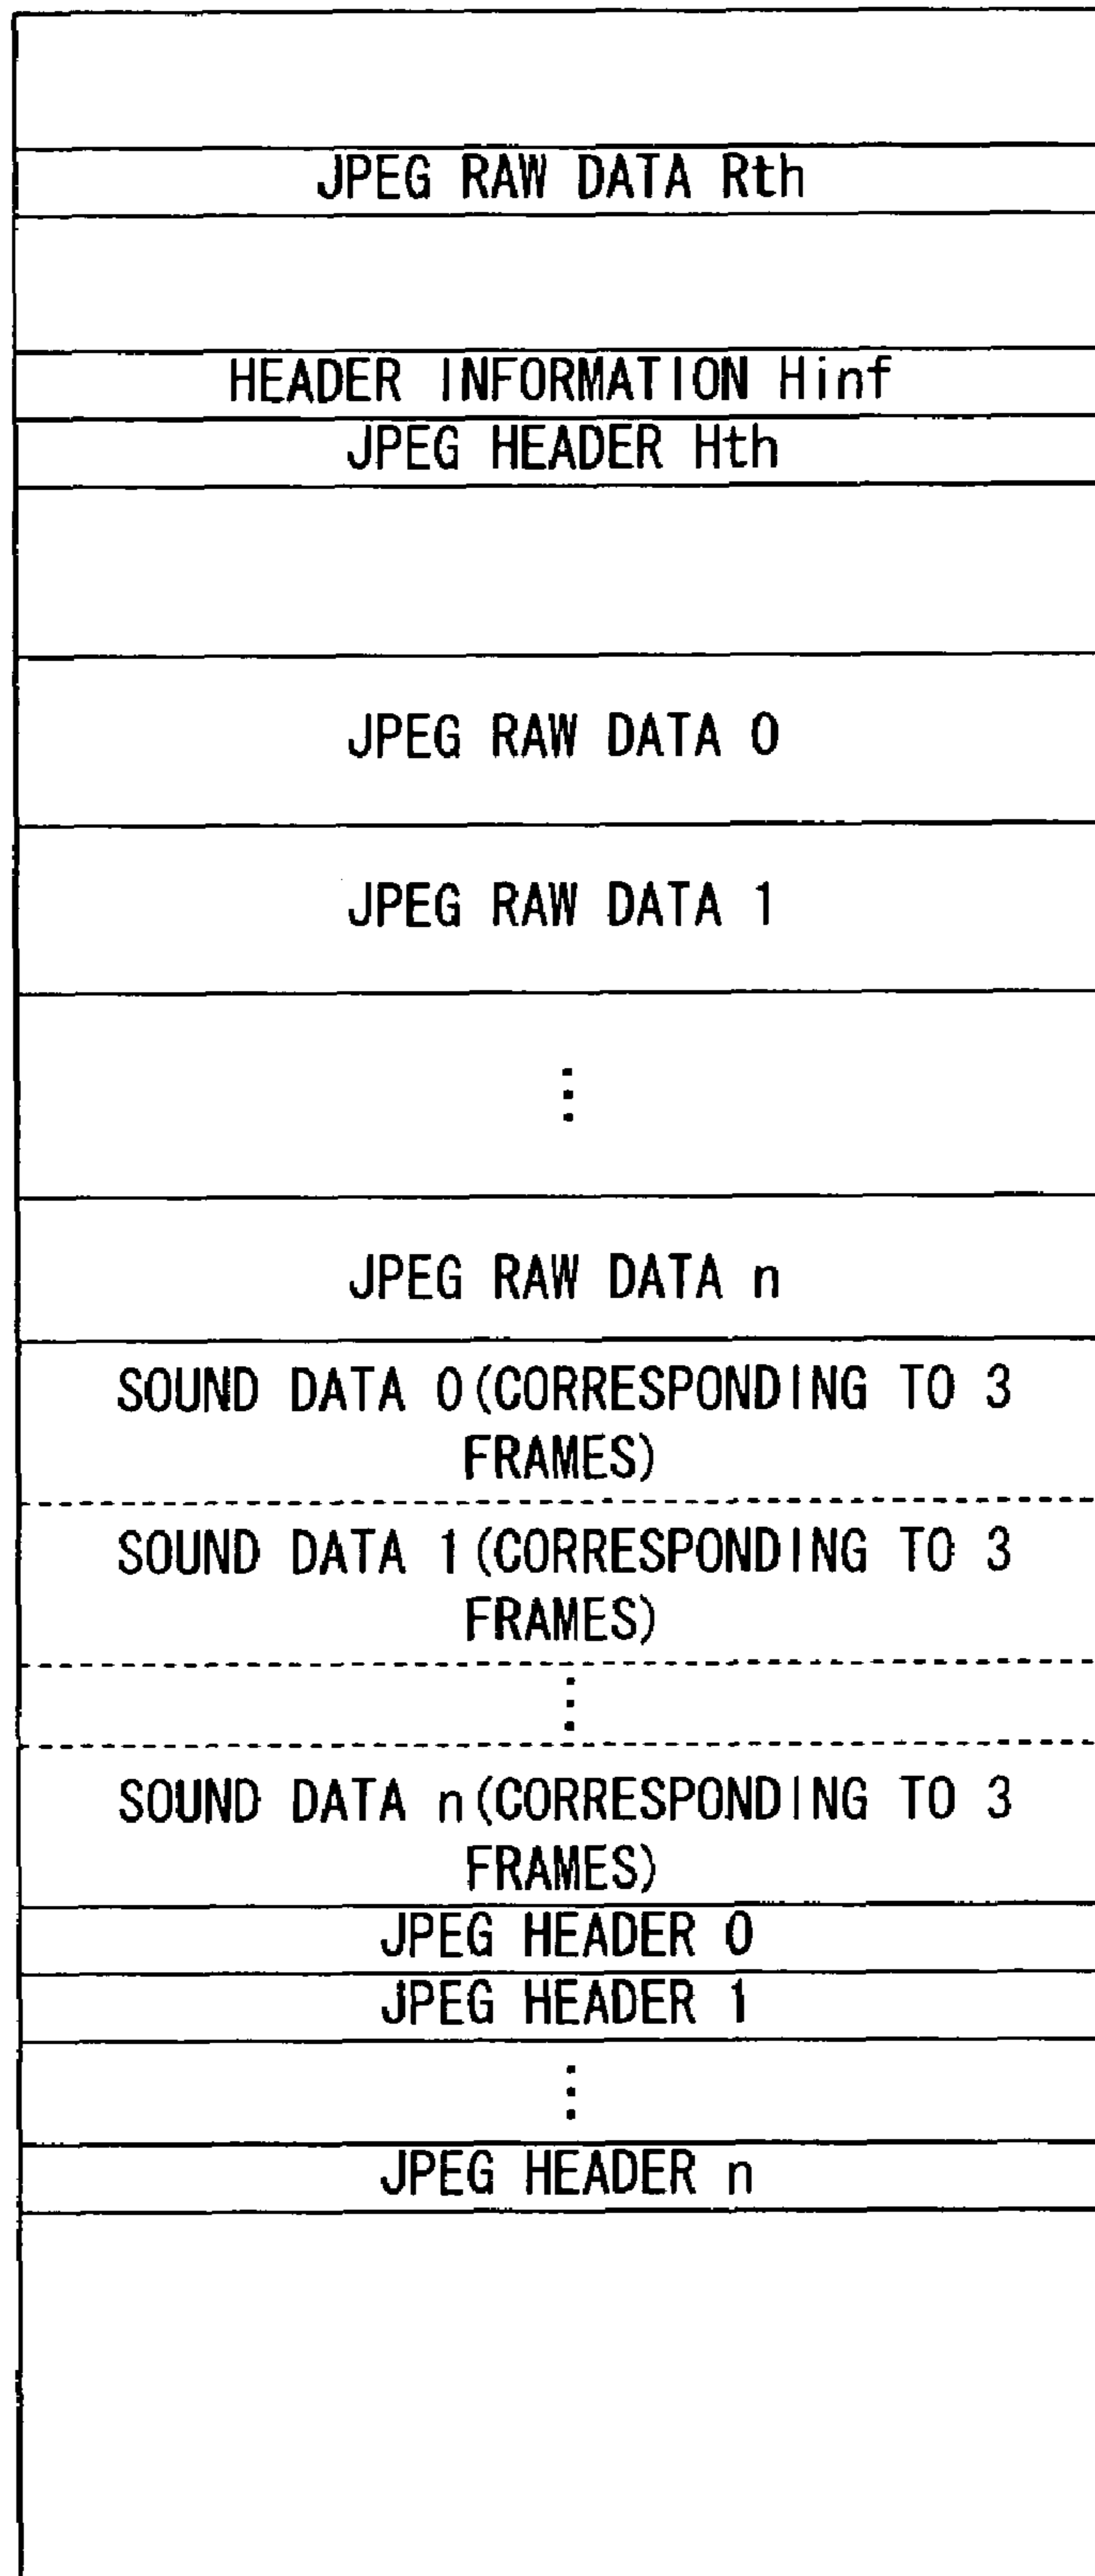 JPEG RAW DATA Rth
HEADER INFORMATION Hinf
JPEG HEADER Hth
JPEG RAW DATA 0
JPEG RAW DATA 1
⋮
JPEG RAW DATA n
SOUND DATA 0(CORRESPONDING TO 3
FRAMES)
SOUND DATA 1(CORRESPONDING TO 3
FRAMES)
⋮
SOUND DATA n(CORRESPONDING TO 3
FRAMES)
JPEG HEADER 0
JPEG HEADER 1
⋮
JPEG HEADER n